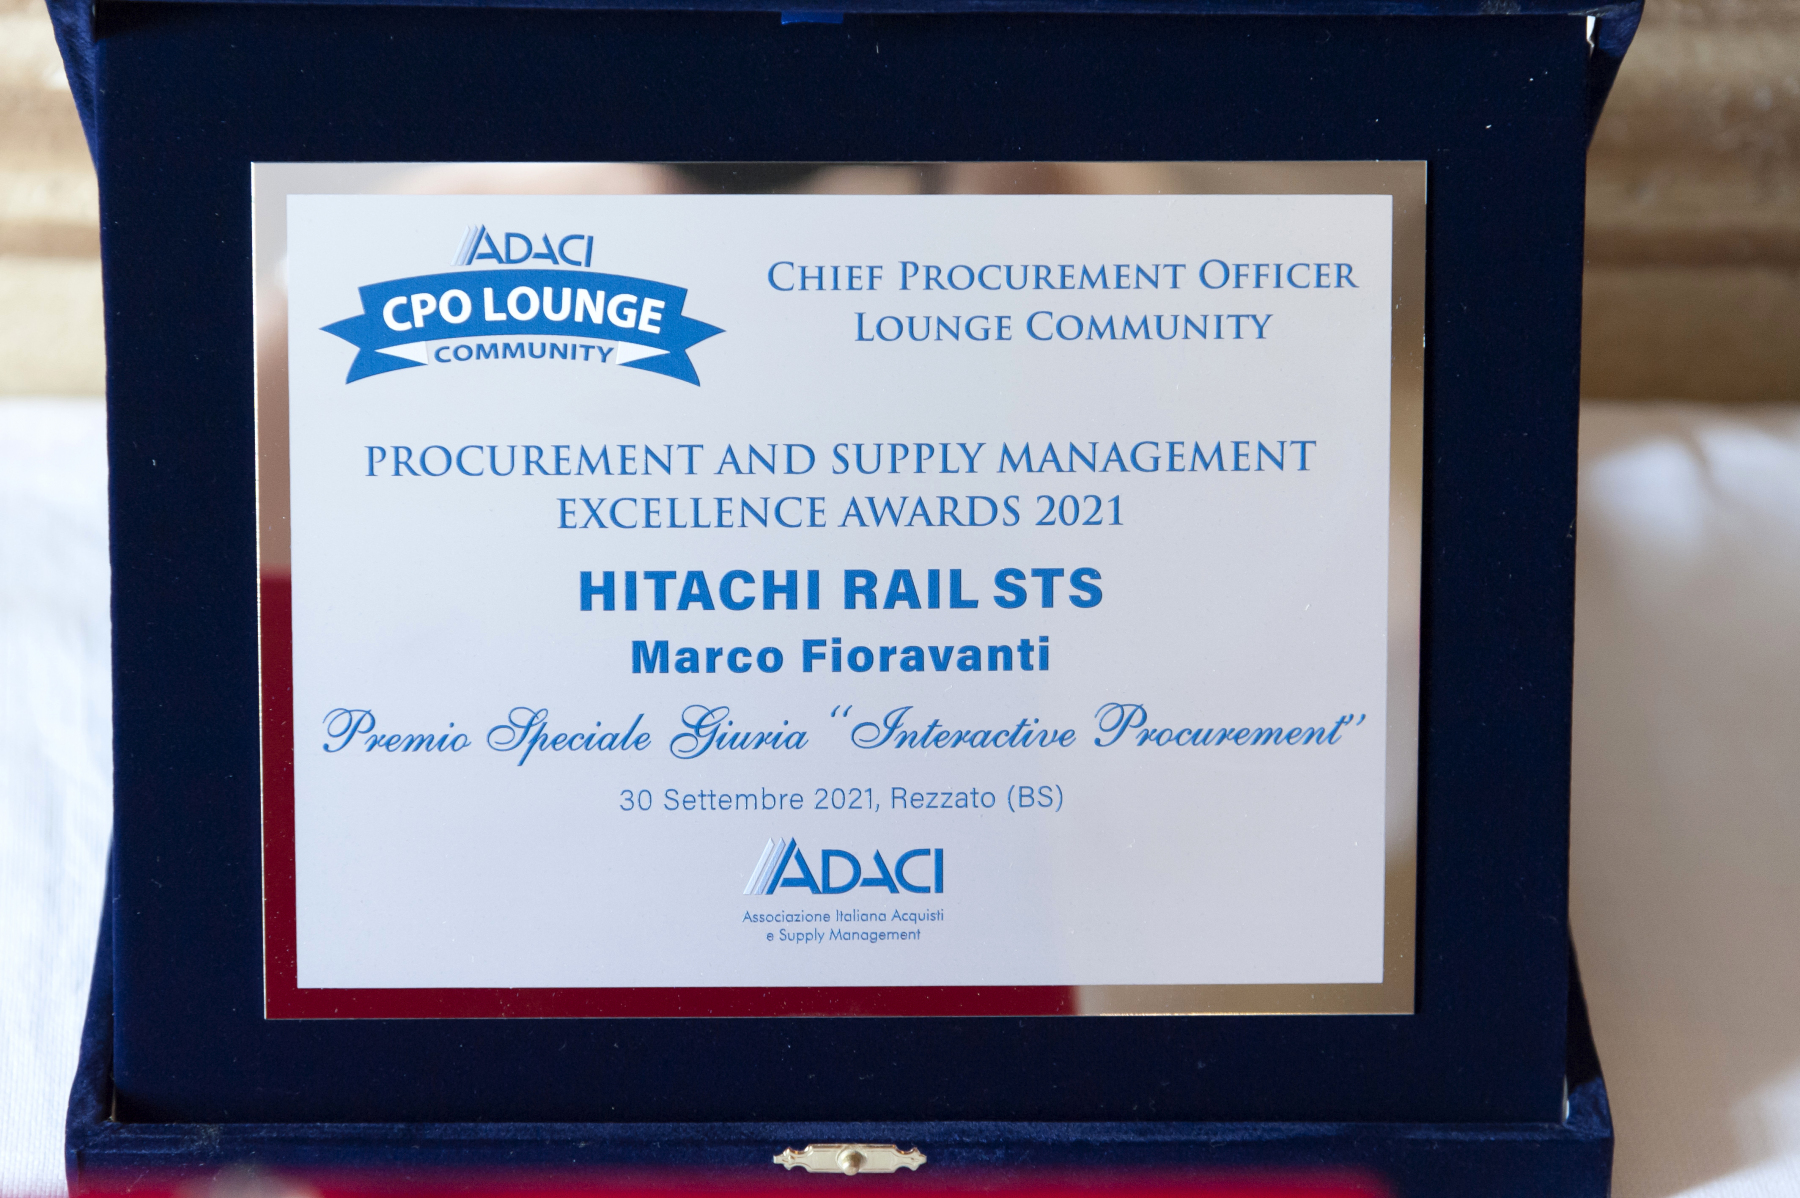 ADACI
CPO LOUNGE
COMMUNITY
CHIEF PROCUREMENT OFFICER
LOUNGE COMMUNITY
PROCUREMENT AND SUPPLY MANAGEMENT
EXCELLENCE AWARDS 2021
HITACHI RAIL STS
Marco Fioravanti
Premio Speciale Giuria “Interactive Procurement”
30 Settembre 2021, Rezzato (BS)
ADACI
Associazione Italiana Acquisti
e Supply Management